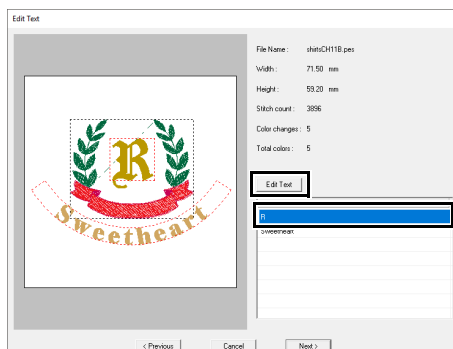 Edit Text
File Name : shirtsCH11B.pes
Width : 71.50 mm
Height : 59.20 mm
Stitch count : 3896
Color changes : 5
Total colors : 5
Edit Text
R
Sweetheart
R
Sweetheart
< Previous
Cancel
Next >